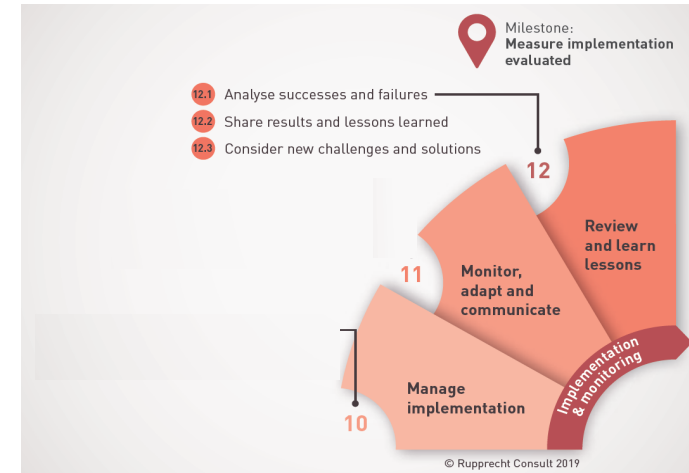 Milestone:
Measure implementation
evaluated
12.1 Analyse successes and failures
12.2 Share results and lessons learned
12.3 Consider new challenges and solutions
12
Review
and learn
lessons
11
Monitor,
adapt and
communicate
10
Manage
implementation
Implementation
& monitoring
© Rupprecht Consult 2019